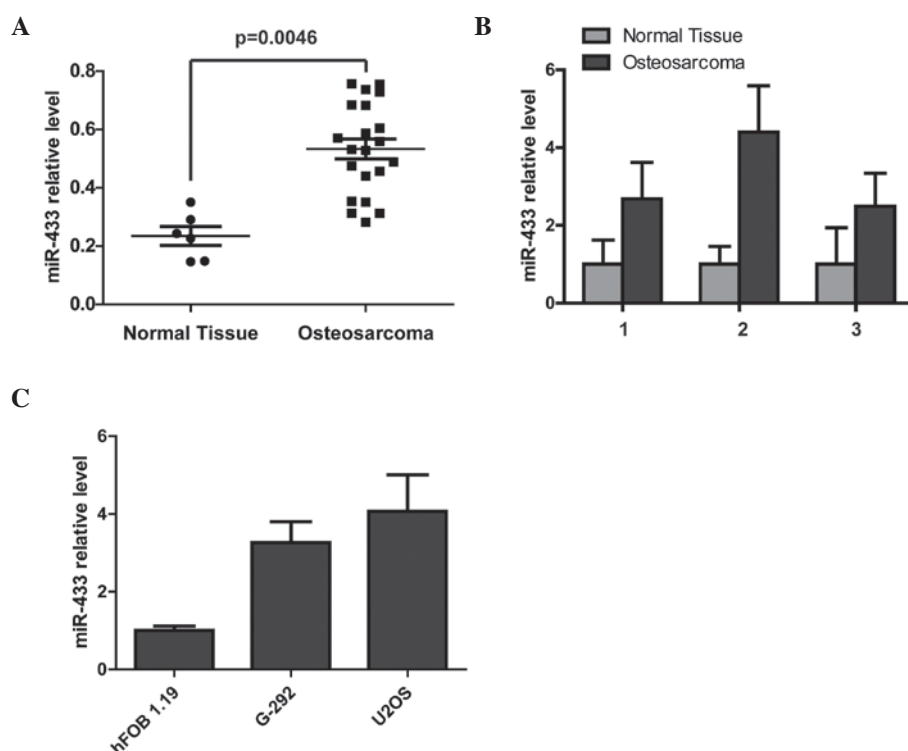 A
p=0.0046
miR-433 relative level
0.8
0.6
0.4
0.2
0.0
Normal Tissue
Osteosarcoma
B
Normal Tissue
Osteosarcoma
miR-433 relative level
6
4
2
0
1
2
3
C
miR-433 relative level
6
4
2
0
hFOB 1.19
G-292
U2OS